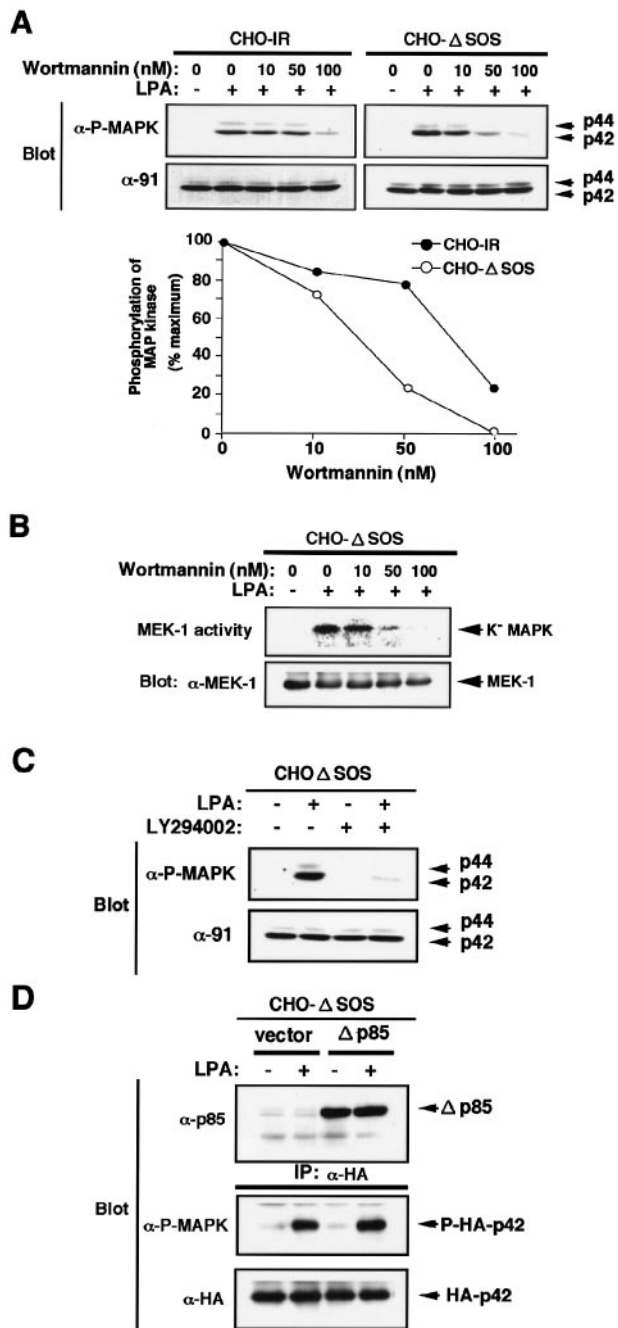 A
CHO-IR CHO-Δ SOS
Wortmannin (nM): 0 0 10 50 100 0 0 10 50 100
LPA: - + + + + - + + + +
Blot
α-P-MAPK p44
p42
α-91 p44
p42
Phosphorylation of
MAP kinase
(% maximum)
100
80
60
40
20
0
CHO-IR
CHO-Δ SOS
0 10 50 100
Wortmannin (nM)
B
CHO- Δ SOS
Wortmannin (nM): 0 0 10 50 100
LPA: - + + + +
MEK-1 activity K⁻ MAPK
Blot: α-MEK-1 MEK-1
C
CHO Δ SOS
LPA: - + - +
LY294002: - - + +
Blot
α-P-MAPK p44
p42
α-91 p44
p42
D
CHO- Δ SOS
vector Δ p85
LPA: - + - +
α-p85 Δ p85
IP: α-HA
Blot
α-P-MAPK P-HA-p42
α-HA HA-p42